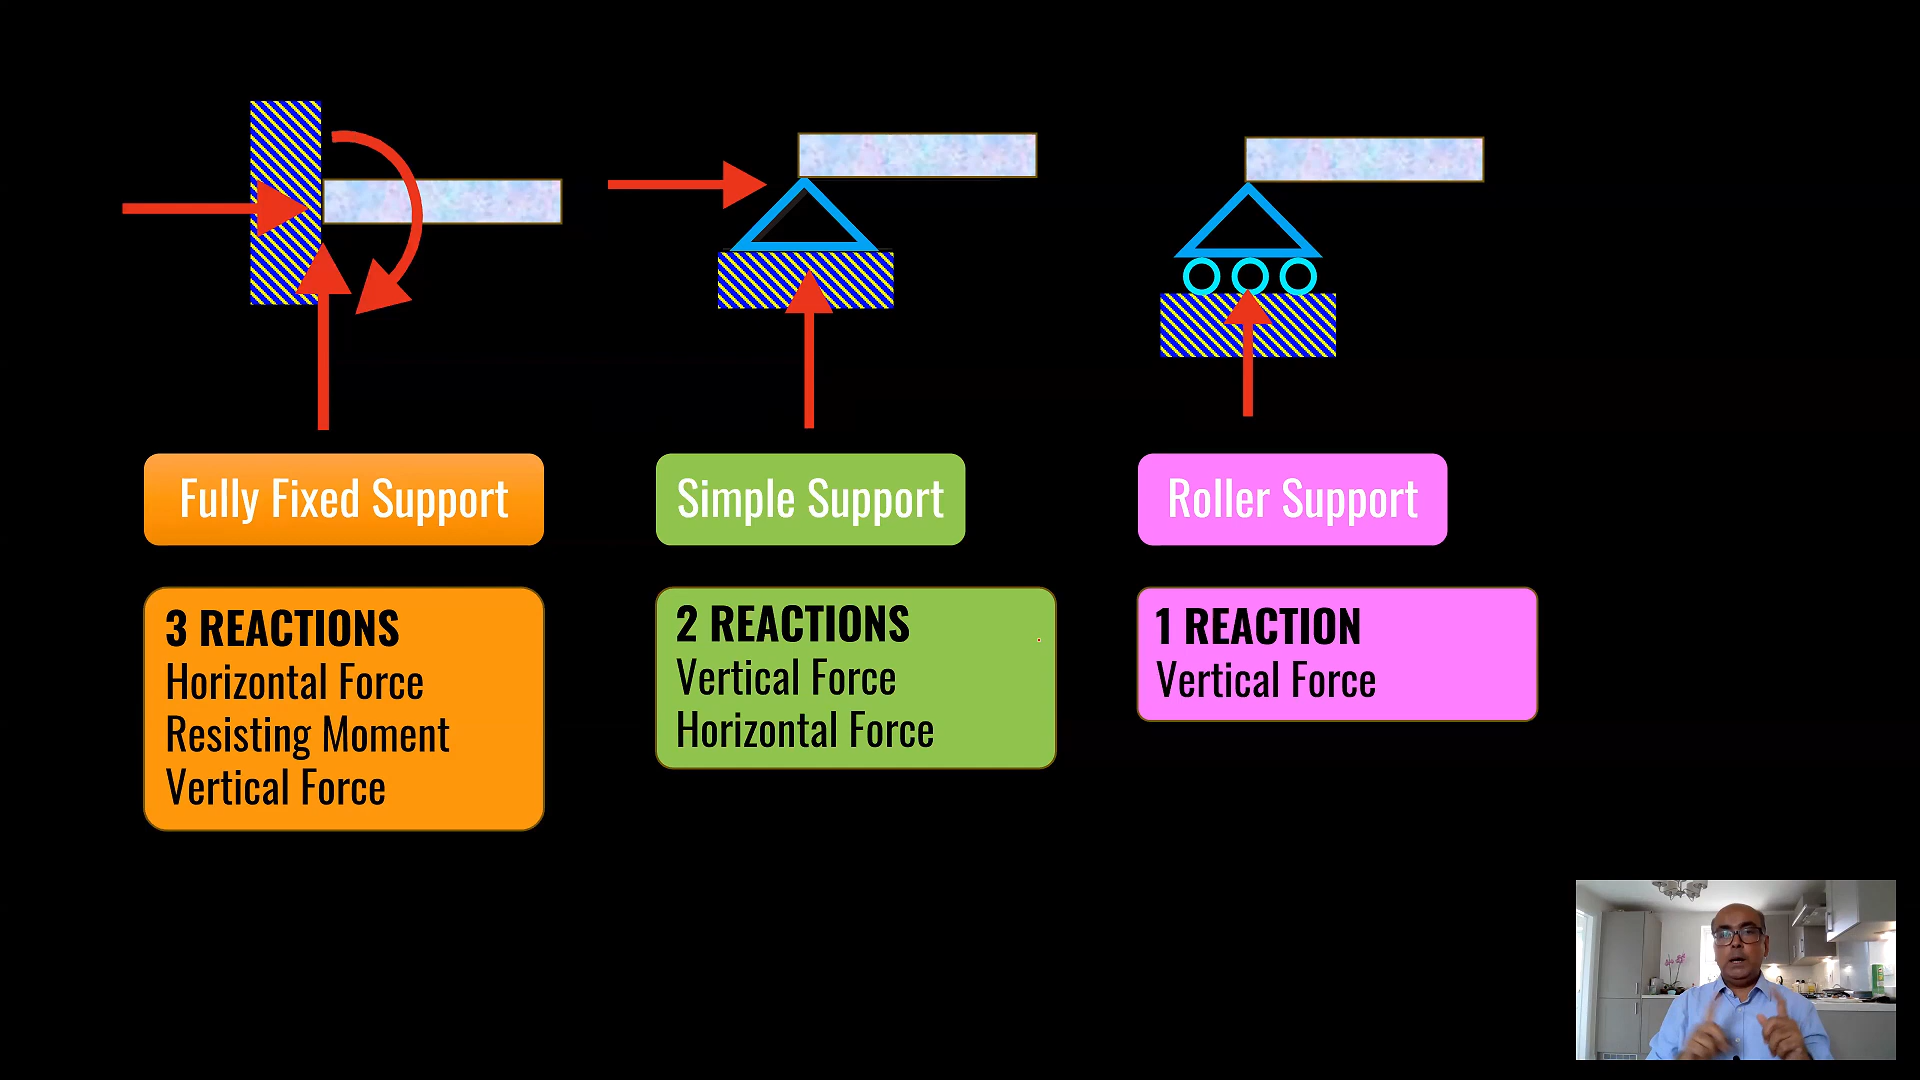 Fully Fixed Support
Simple Support
Roller Support
3 REACTIONS
Horizontal Force
Resisting Moment
Vertical Force
2 REACTIONS
Vertical Force
Horizontal Force
1 REACTION
Vertical Force